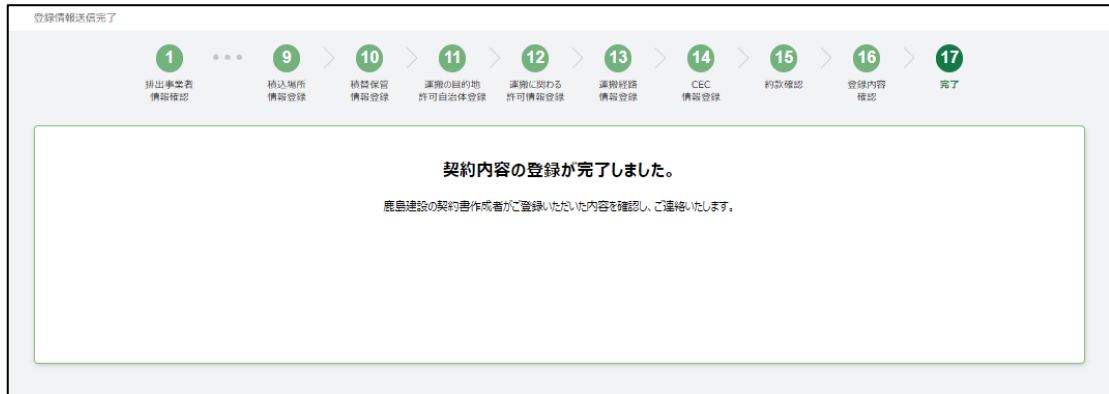 登録情報送信完了
1 9 10 11 12 13 14 15 16 17
排出事業者 積込場所 積替保管 運搬の目的地 運搬に関わる 運搬経路 CEC 約款確認 登録内容 完了
情報確認 情報登録 情報登録 許可自治体登録 許可情報登録 情報登録 情報登録 確認
契約内容の登録が完了しました。
鹿島建設の契約書作成者がご登録いただいた内容を確認し、ご連絡いたします。